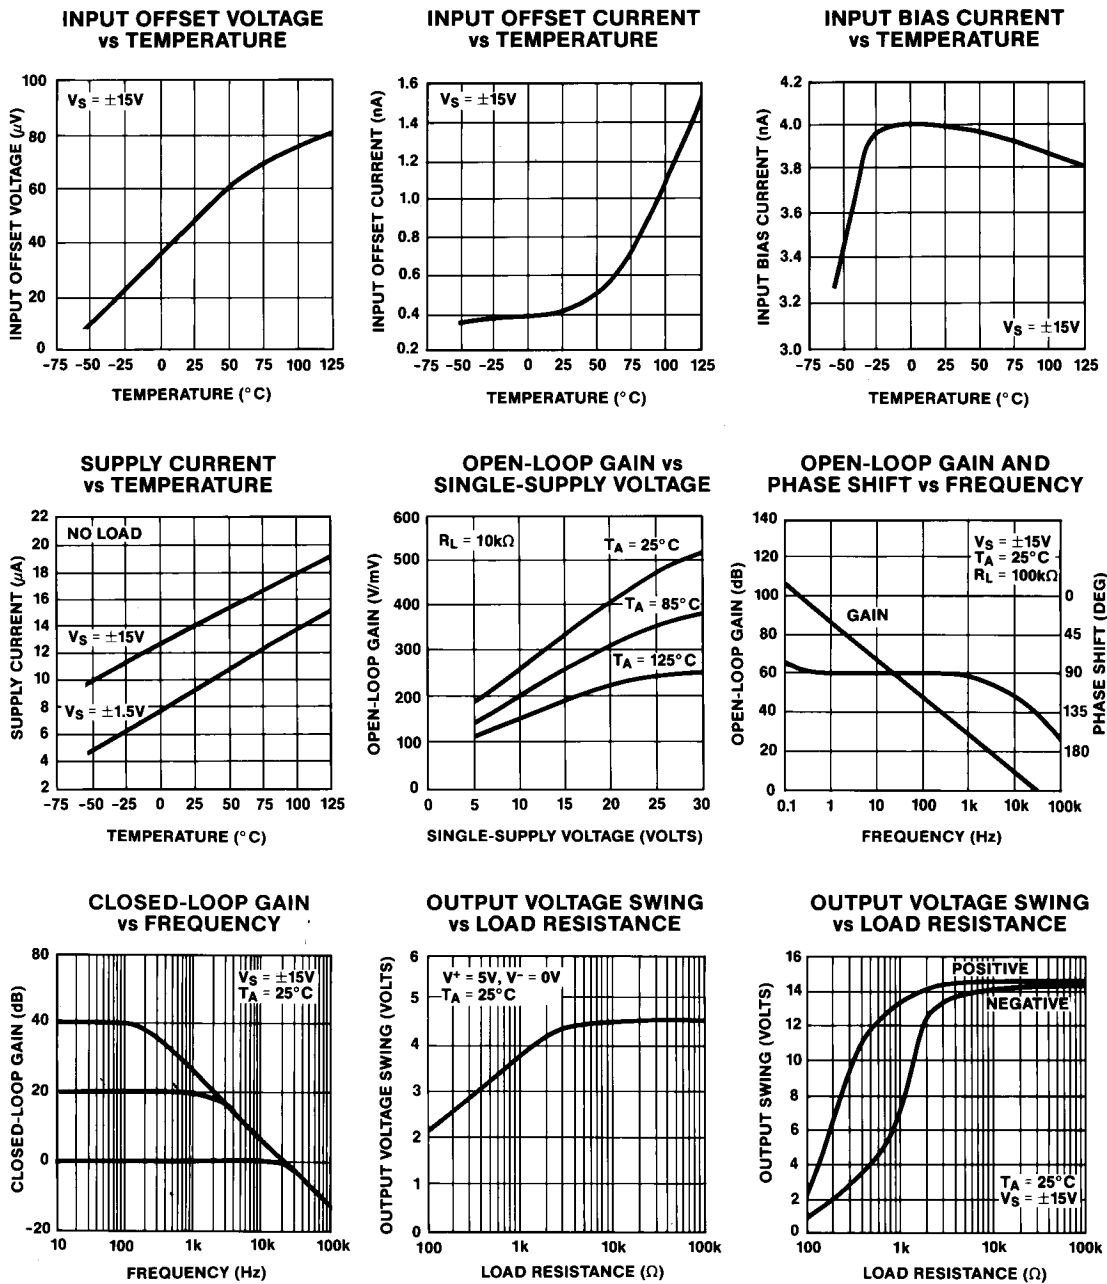 INPUT OFFSET VOLTAGE
vs TEMPERATURE
100
80
60
40
20
0
INPUT OFFSET VOLTAGE (µV)
VS = ±15V
-75 -50 -25 0 25 50 75 100 125
TEMPERATURE (°C)
INPUT OFFSET CURRENT
vs TEMPERATURE
1.6
1.4
1.2
1.0
0.8
0.6
0.4
0.2
INPUT OFFSET CURRENT (nA)
VS = ±15V
-75 -50 -25 0 25 50 75 100 125
TEMPERATURE (°C)
INPUT BIAS CURRENT
vs TEMPERATURE
4.2
4.0
3.8
3.6
3.4
3.2
3.0
INPUT BIAS CURRENT (nA)
VS = ±15V
-75 -50 -25 0 25 50 75 100 125
TEMPERATURE (°C)
SUPPLY CURRENT
vs TEMPERATURE
22
20
18
16
14
12
10
8
6
4
2
SUPPLY CURRENT (µA)
NO LOAD
VS = ±15V
VS = ±1.5V
-75 -50 -25 0 25 50 75 100 125
TEMPERATURE (°C)
OPEN-LOOP GAIN vs
SINGLE-SUPPLY VOLTAGE
600
500
400
300
200
100
0
OPEN-LOOP GAIN (V/mV)
RL = 10kΩ
TA = 25°C
TA = 85°C
TA = 125°C
0 5 10 15 20 25 30
SINGLE-SUPPLY VOLTAGE (VOLTS)
OPEN-LOOP GAIN AND
PHASE SHIFT vs FREQUENCY
140
120
100
80
60
40
20
0
OPEN-LOOP GAIN (dB)
VS = ±15V
TA = 25°C
RL = 100kΩ
GAIN
0
45
90
135
180
PHASE SHIFT (DEG)
0.1 1 10 100 1k 10k 100k
FREQUENCY (Hz)
CLOSED-LOOP GAIN
vs FREQUENCY
80
40
20
0
-20
CLOSED-LOOP GAIN (dB)
VS = ±15V
TA = 25°C
10 100 1k 10k 100k
FREQUENCY (Hz)
OUTPUT VOLTAGE SWING
vs LOAD RESISTANCE
6
5
4
3
2
1
0
OUTPUT VOLTAGE SWING (VOLTS)
V+ = 5V, V- = 0V
TA = 25°C
100 1k 10k 100k
LOAD RESISTANCE (Ω)
OUTPUT VOLTAGE SWING
vs LOAD RESISTANCE
16
14
12
10
8
6
4
2
0
OUTPUT SWING (VOLTS)
POSITIVE
NEGATIVE
TA = 25°C
VS = ±15V
100 1k 10k 100k
LOAD RESISTANCE (Ω)